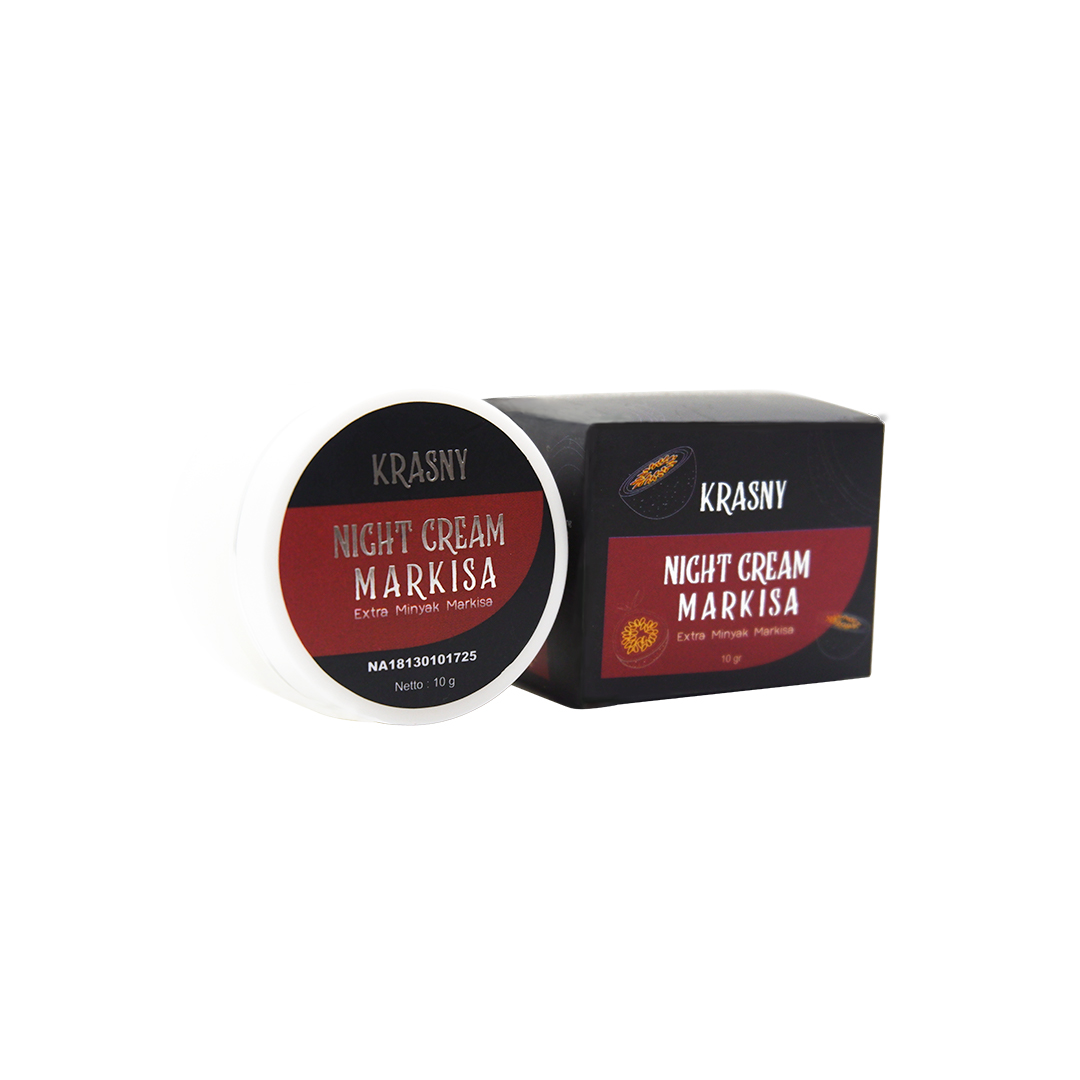 KRASNY
NIGHT CREAM
MARKISA
Extra Minyak Markisa
NA18130101725
Netto : 10 g
KRASNY
NIGHT CREAM
MARKISA
Extra Minyak Markisa
10 gr